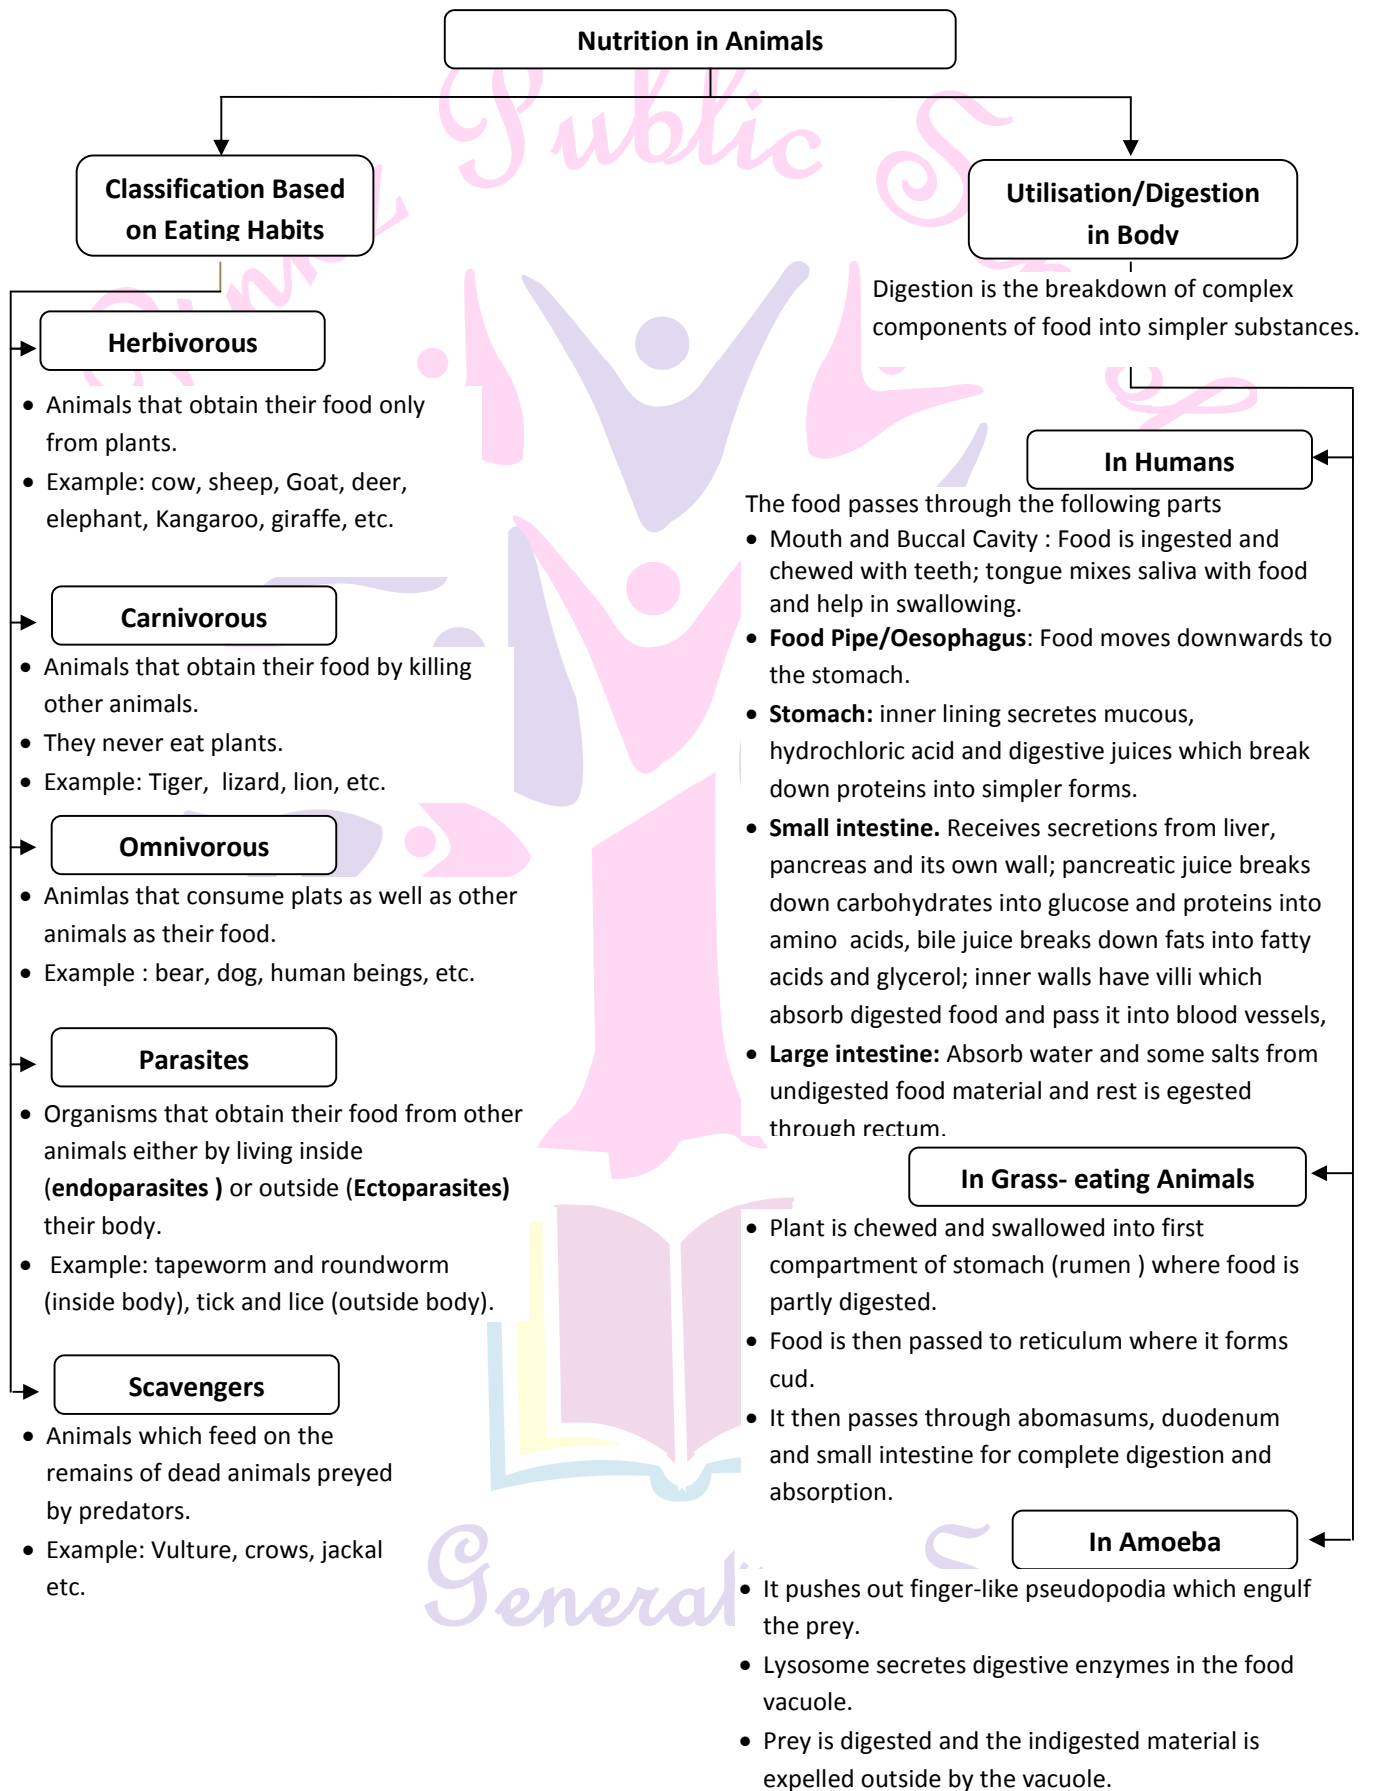 Nutrition in Animals
Classification Based
on Eating Habits
Herbivorous
• Animals that obtain their food only
from plants.
• Example: cow, sheep, Goat, deer,
elephant, Kangaroo, giraffe, etc.
Carnivorous
• Animals that obtain their food by killing
other animals.
• They never eat plants.
• Example: Tiger, lizard, lion, etc.
Omnivorous
• Animlas that consume plats as well as other
animals as their food.
• Example : bear, dog, human beings, etc.
Parasites
• Organisms that obtain their food from other
animals either by living inside
(endoparasites ) or outside (Ectoparasites)
their body.
• Example: tapeworm and roundworm
(inside body), tick and lice (outside body).
Scavengers
• Animals which feed on the
remains of dead animals preyed
by predators.
• Example: Vulture, crows, jackal
etc.
Utilisation/Digestion
in Body
Digestion is the breakdown of complex
components of food into simpler substances.
In Humans
The food passes through the following parts
• Mouth and Buccal Cavity : Food is ingested and
chewed with teeth; tongue mixes saliva with food
and help in swallowing.
• Food Pipe/Oesophagus: Food moves downwards to
the stomach.
• Stomach: inner lining secretes mucous,
hydrochloric acid and digestive juices which break
down proteins into simpler forms.
• Small intestine. Receives secretions from liver,
pancreas and its own wall; pancreatic juice breaks
down carbohydrates into glucose and proteins into
amino acids, bile juice breaks down fats into fatty
acids and glycerol; inner walls have villi which
absorb digested food and pass it into blood vessels,
• Large intestine: Absorb water and some salts from
undigested food material and rest is egested
through rectum.
In Grass- eating Animals
• Plant is chewed and swallowed into first
compartment of stomach (rumen ) where food is
partly digested.
• Food is then passed to reticulum where it forms
cud.
• It then passes through abomasums, duodenum
and small intestine for complete digestion and
absorption.
In Amoeba
• It pushes out finger-like pseudopodia which engulf
the prey.
• Lysosome secretes digestive enzymes in the food
vacuole.
• Prey is digested and the indigested material is
expelled outside by the vacuole.
Public